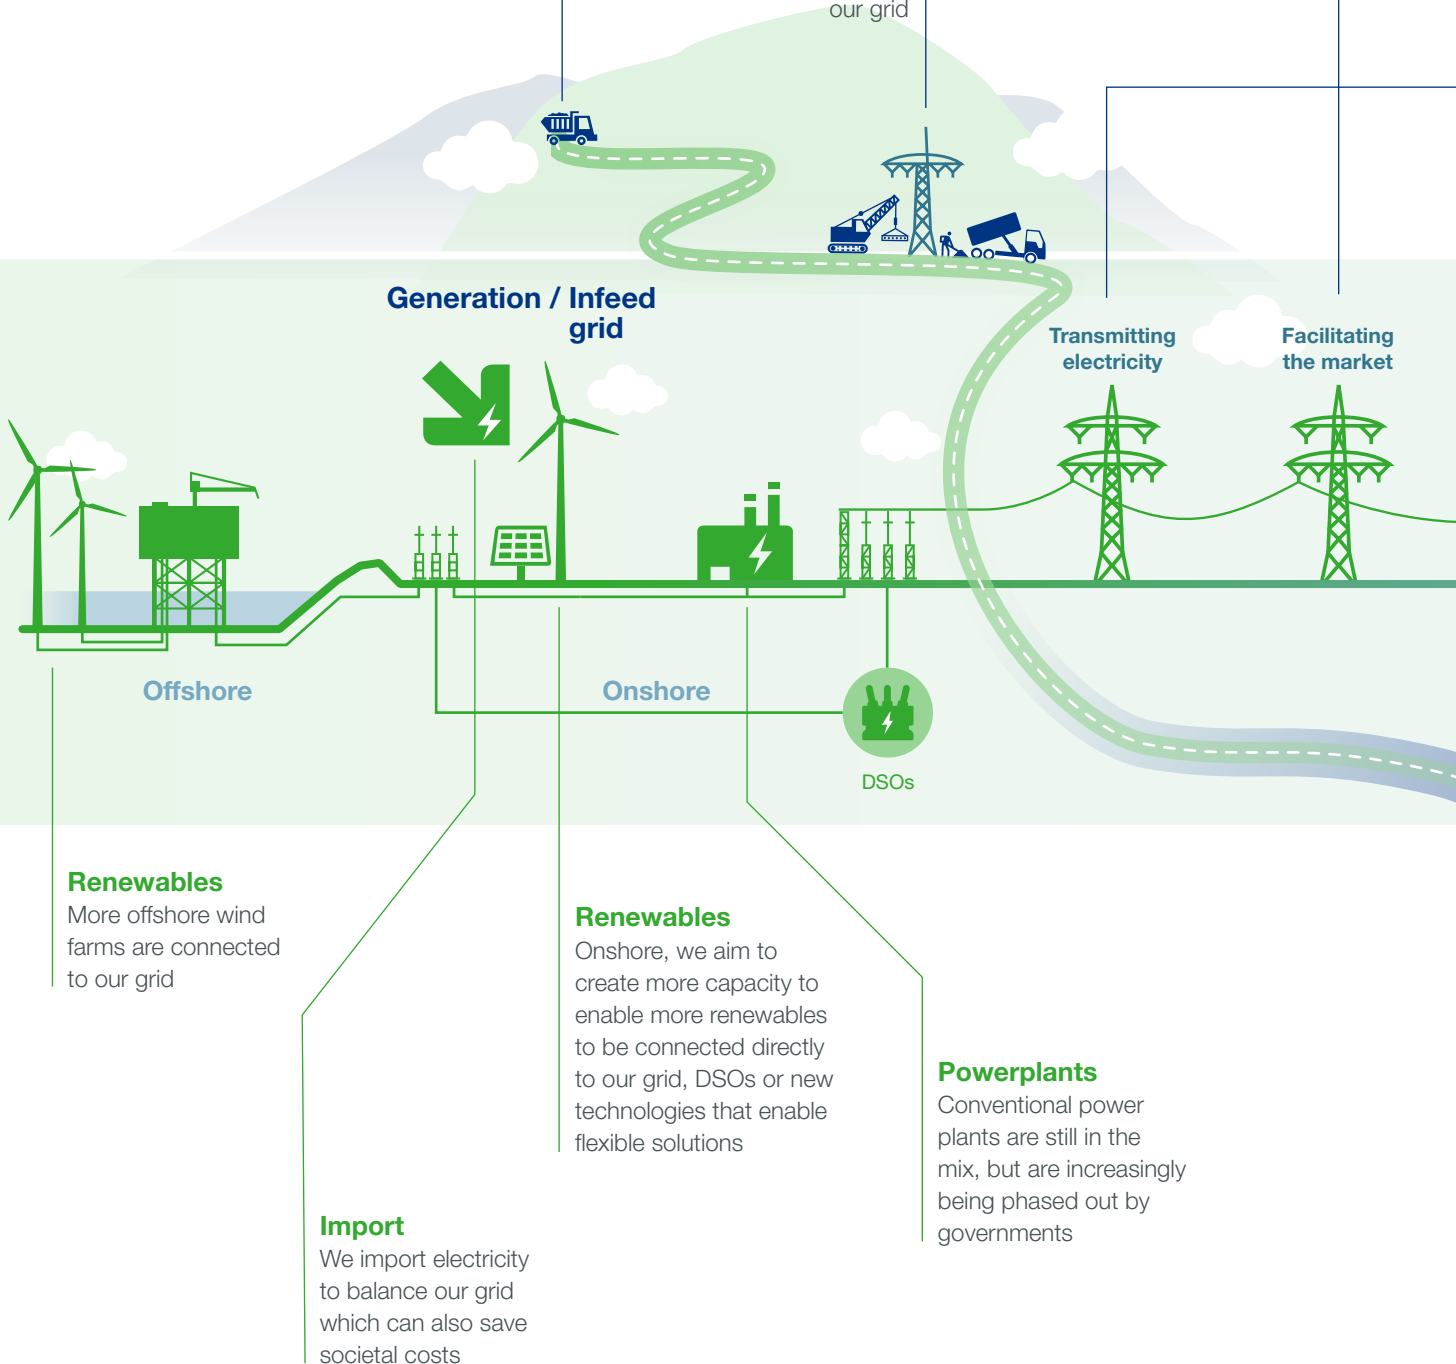 our grid
Generation / Infeed
grid
Transmitting
electricity
Facilitating
the market
Offshore
Onshore
DSOs
Renewables
More offshore wind
farms are connected
to our grid
Renewables
Onshore, we aim to
create more capacity to
enable more renewables
to be connected directly
to our grid, DSOs or new
technologies that enable
flexible solutions
Powerplants
Conventional power
plants are still in the
mix, but are increasingly
being phased out by
governments
Import
We import electricity
to balance our grid
which can also save
societal costs